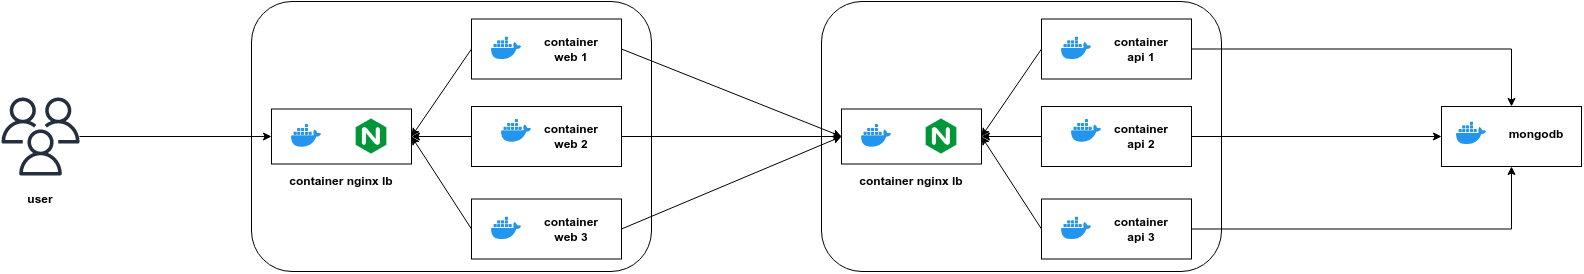 user
container nginx lb
container
web 1
container
web 2
container
web 3
container nginx lb
container
api 1
container
api 2
container
api 3
mongodb